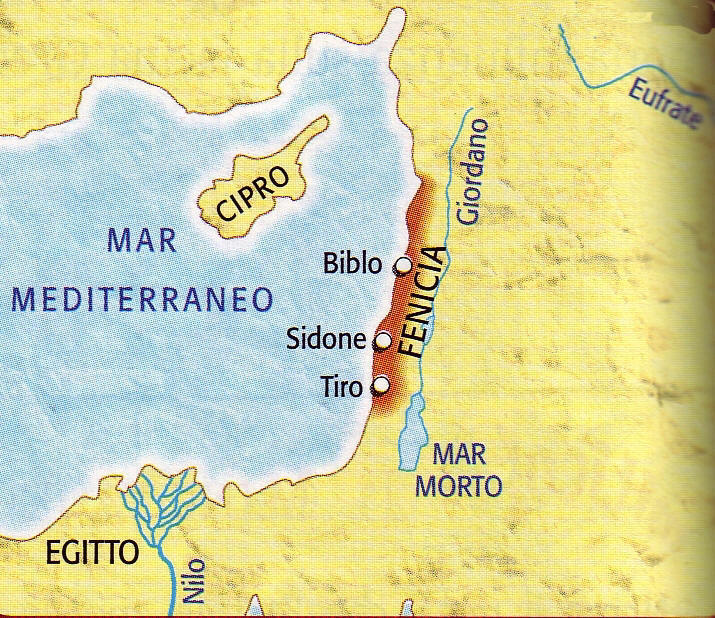 Eufrate
Giordano
CIPRO
MAR
MEDITERRANEO
Biblo
FENICIA
Sidone
Tiro
MAR
MORTO
EGITTO
Nilo